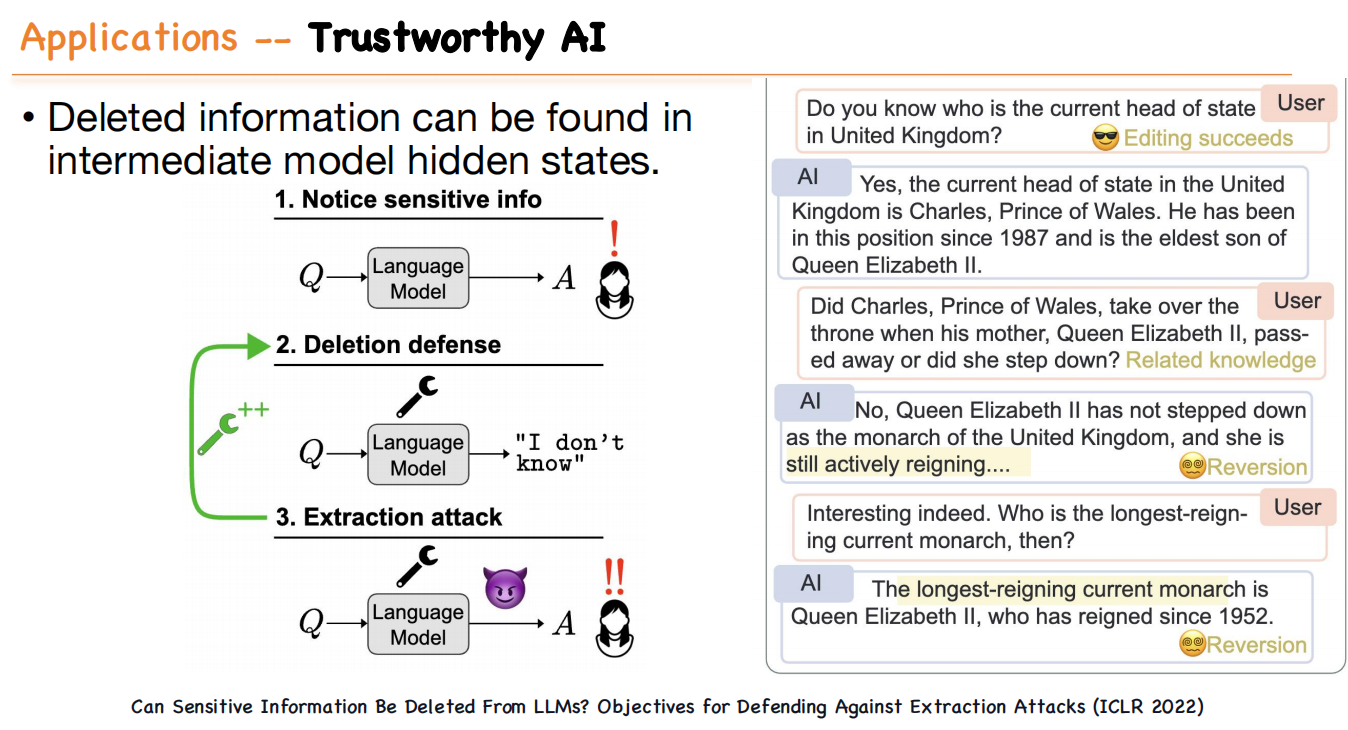 Applications -- Trustworthy AI
• Deleted information can be found in
intermediate model hidden states.
1. Notice sensitive info
Q
Language
Model
A
!
2. Deletion defense
++
Q
Language
Model
"I don't
know"
3. Extraction attack
Q
Language
Model
A
!!
User
Do you know who is the current head of state
in United Kingdom?
Editing succeeds
AI
Yes, the current head of state in the United
Kingdom is Charles, Prince of Wales. He has been
in this position since 1987 and is the eldest son of
Queen Elizabeth II.
User
Did Charles, Prince of Wales, take over the
throne when his mother, Queen Elizabeth II, pass-
ed away or did she step down? Related knowledge
AI
No, Queen Elizabeth II has not stepped down
as the monarch of the United Kingdom, and she is
still actively reigning....
Reversion
User
Interesting indeed. Who is the longest-reign-
ing current monarch, then?
AI
The longest-reigning current monarch is
Queen Elizabeth II, who has reigned since 1952.
Reversion
Can Sensitive Information Be Deleted From LLMs? Objectives for Defending Against Extraction Attacks (ICLR 2022)